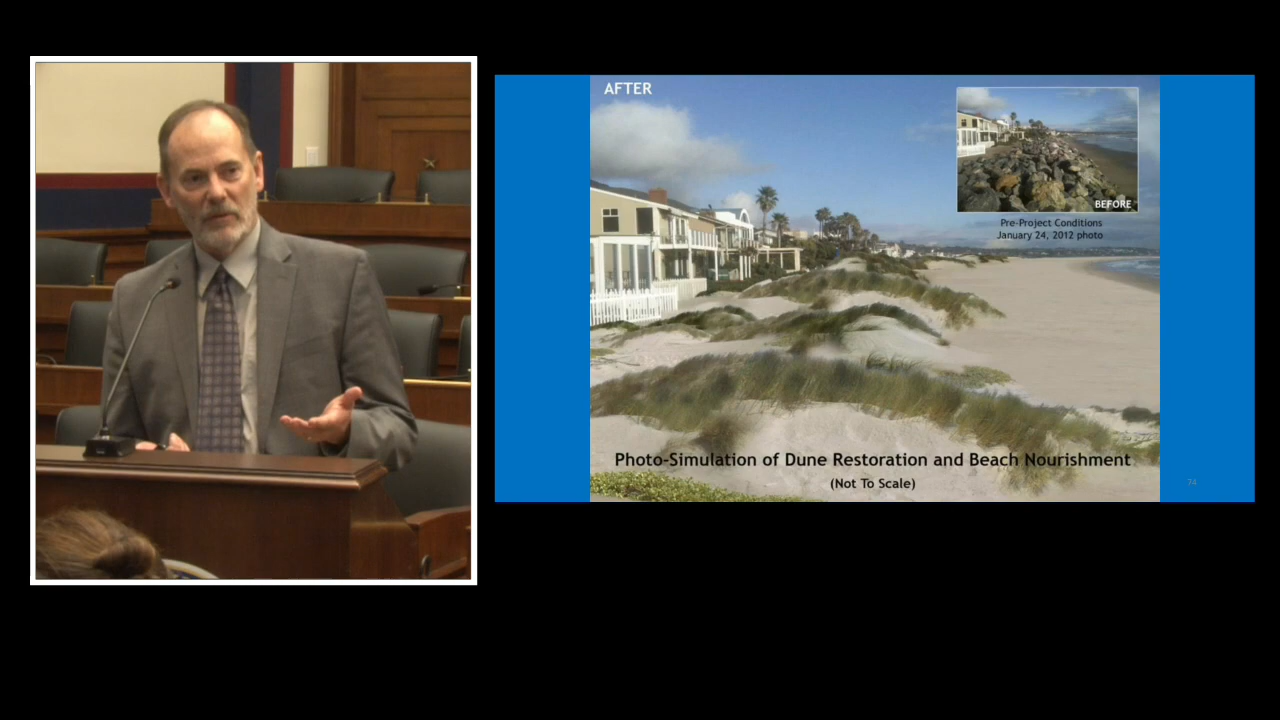 AFTER
BEFORE
Pre-Project Conditions
January 24, 2012 photo
Photo-Simulation of Dune Restoration and Beach Nourishment
(Not To Scale)
74